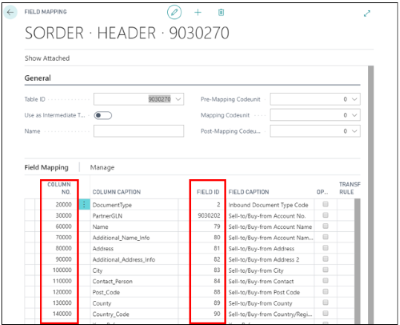 FIELD MAPPING
SORDER · HEADER · 9030270
Show Attached
General
Table ID 9030270 Pre-Mapping Codeunit 0
Use as Intermediate T... Mapping Codeunit 0
Name Post-Mapping Codeu... 0
Field Mapping Manage
COLUMN NO. COLUMN CAPTION FIELD ID FIELD CAPTION OP... TRANSF RULE
20000 DocumentType 2 Inbound Document Type Code
30000 PartnerGLN 9030202 Sell-to/Buy-from Account No.
60000 Name 79 Sell-to/Buy-from Account Name
70000 Additional_Name_Info 80 Sell-to/Buy-from Account Nam...
80000 Address 81 Sell-to/Buy-from Address
90000 Additional_Address_Info 82 Sell-to/Buy-from Address 2
100000 City 83 Sell-to/Buy-from City
110000 Contact_Person 84 Sell-to/Buy-from Contact
120000 Post_Code 88 Sell-to/Buy-from Post Code
130000 County 89 Sell-to/Buy-from County
140000 Country_Code 90 Sell-to/Buy-from Country/Regi...